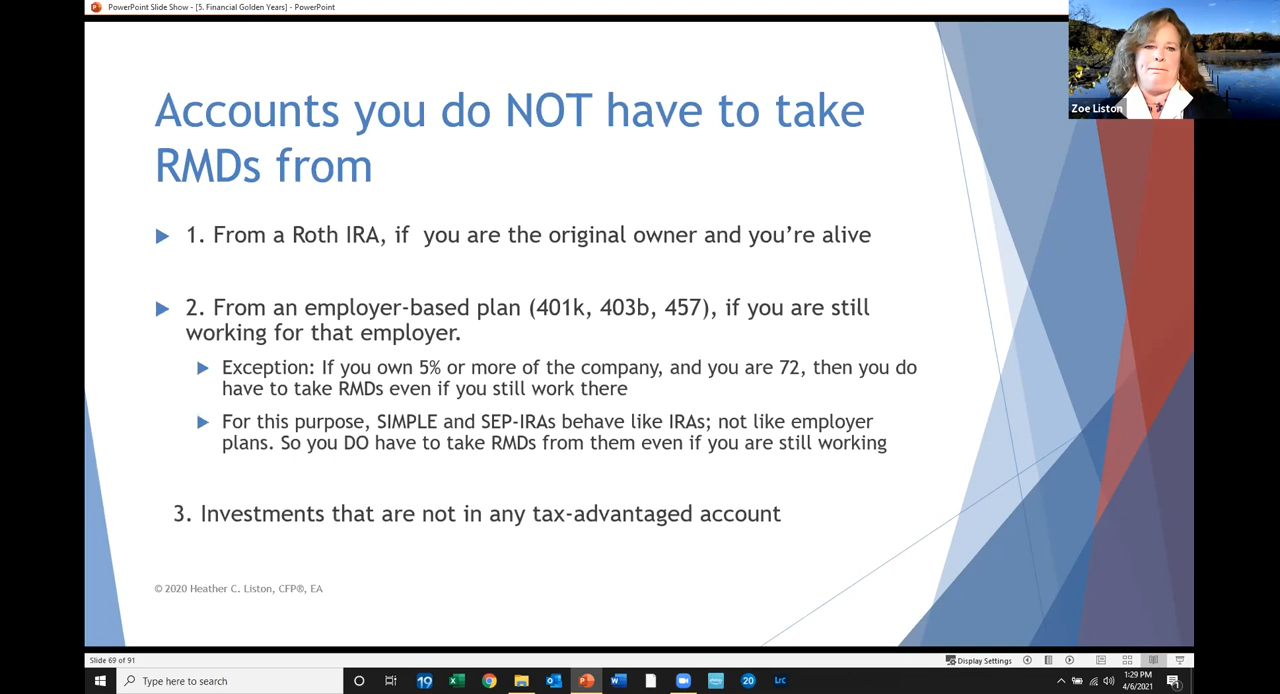 PowerPoint Slide Show - [5. Financial Golden Years] - PowerPoint
Zoe Liston
Accounts you do NOT have to take
RMDs from
1. From a Roth IRA, if you are the original owner and you're alive
2. From an employer-based plan (401k, 403b, 457), if you are still
working for that employer.
Exception: If you own 5% or more of the company, and you are 72, then you do
have to take RMDs even if you still work there
For this purpose, SIMPLE and SEP-IRAs behave like IRAs; not like employer
plans. So you DO have to take RMDs from them even if you are still working
3. Investments that are not in any tax-advantaged account
© 2020 Heather C. Liston, CFP®, EA
Slide 69 of 91
Display Settings
Type here to search
19
20
Lrc
1:29 PM
4/6/2021
1